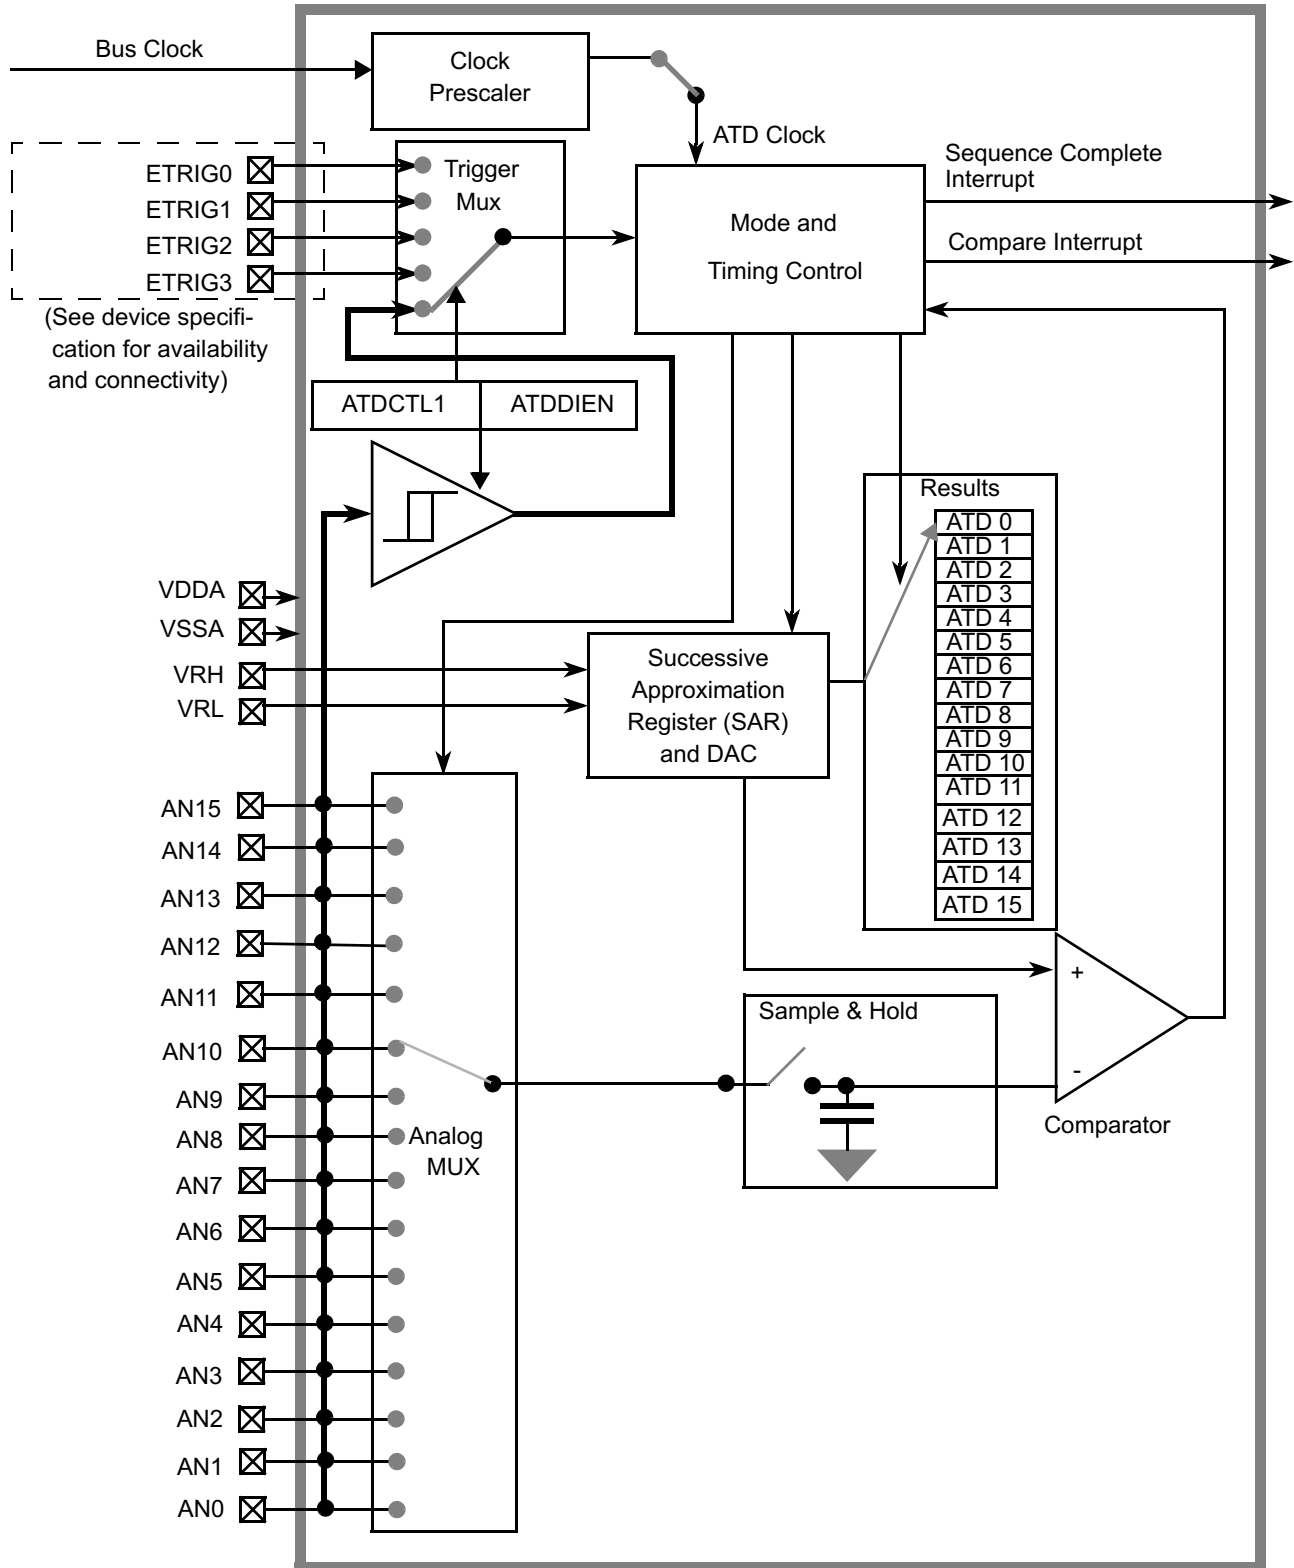 Bus Clock
Clock
Prescaler
ATD Clock
ETRIG0
ETRIG1
ETRIG2
ETRIG3
(See device specifi-
cation for availability
and connectivity)
Trigger
Mux
Mode and
Timing Control
Sequence Complete
Interrupt
Compare Interrupt
ATDCTL1
ATDDIEN
Results
ATD 0
ATD 1
ATD 2
ATD 3
ATD 4
ATD 5
ATD 6
ATD 7
ATD 8
ATD 9
ATD 10
ATD 11
ATD 12
ATD 13
ATD 14
ATD 15
VDDA
VSSA
VRH
VRL
Successive
Approximation
Register (SAR)
and DAC
AN15
AN14
AN13
AN12
AN11
AN10
AN9
AN8
AN7
AN6
AN5
AN4
AN3
AN2
AN1
AN0
Analog
MUX
Sample & Hold
+
-
Comparator